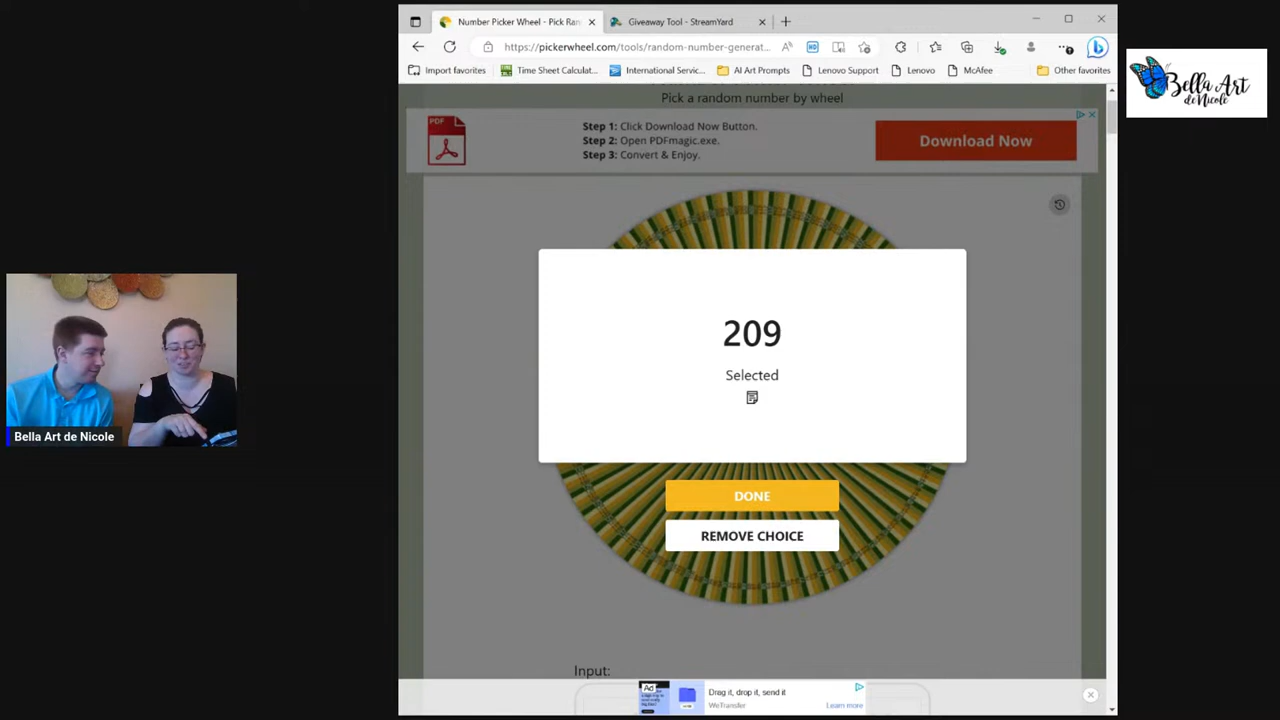 Number Picker Wheel - Pick Ran
Giveaway Tool - StreamYard
https://pickerwheel.com/tools/random-number-generat...
Import favorites
Time Sheet Calculat...
International Servic...
AI Art Prompts
Lenovo Support
Lenovo
McAfee
Other favorites
Bella Art
de Nicole
Pick a random number by wheel
PDF
Step 1: Click Download Now Button.
Step 2: Open PDFmagic.exe.
Step 3: Convert & Enjoy.
Download Now
209
Selected
DONE
REMOVE CHOICE
Bella Art de Nicole
Input:
Ad
Drag it, drop it, send it
WeTransfer
Learn more